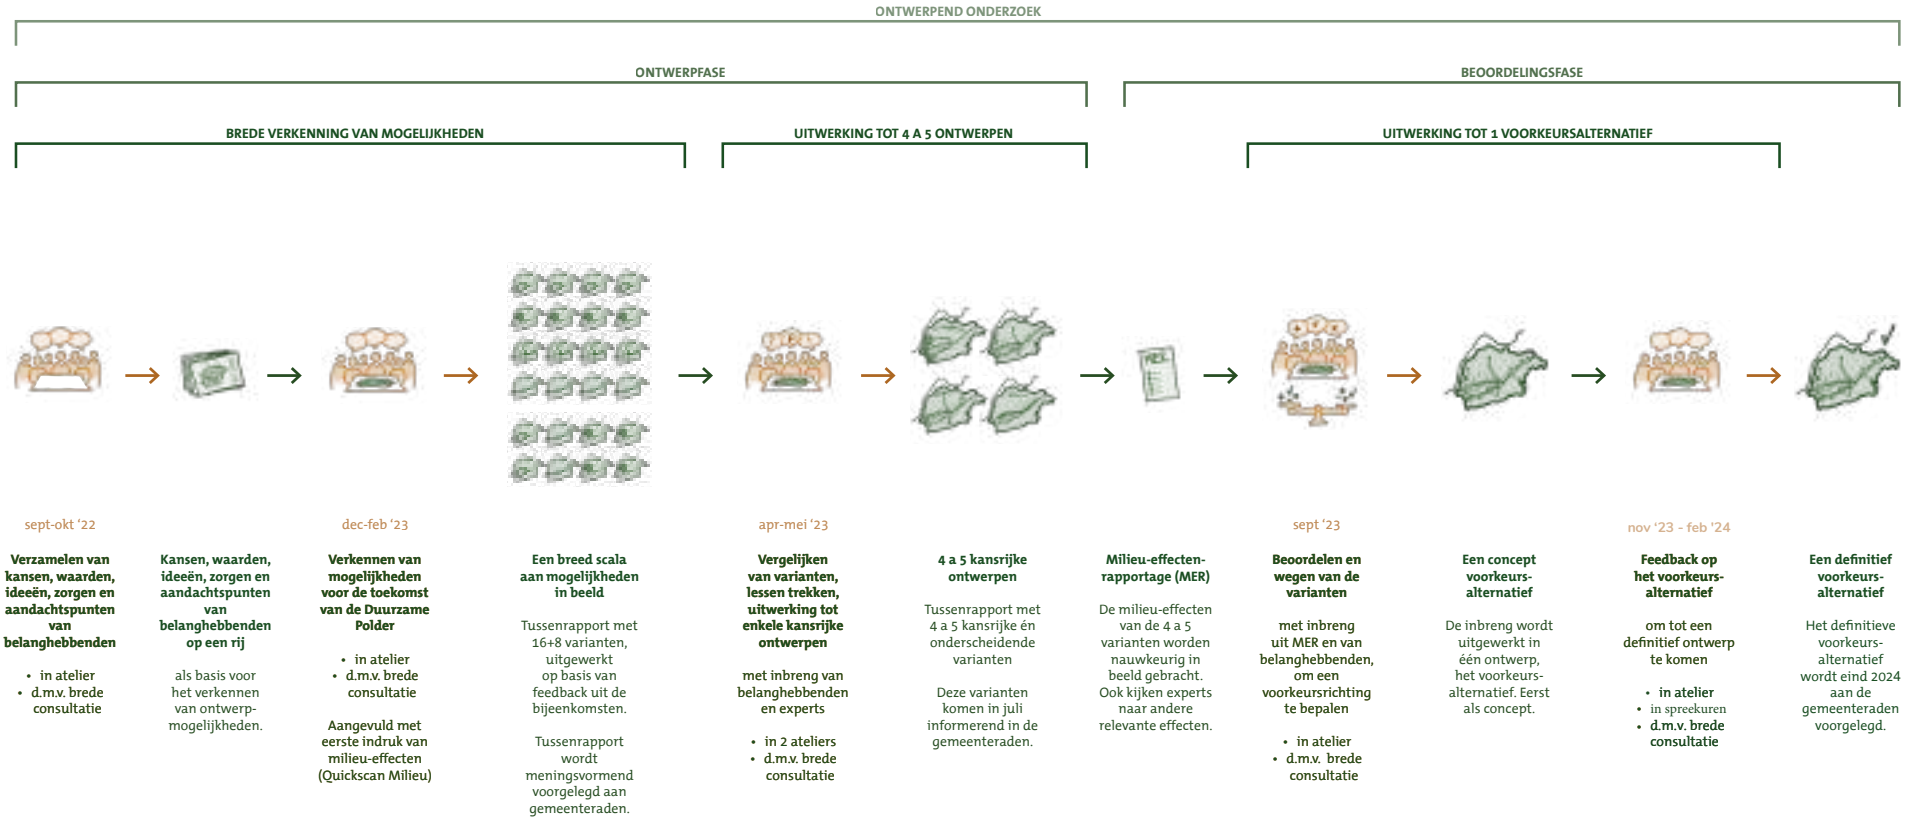 ONTWERPEND ONDERZOEK
ONTWERPFASE
BEOORDELINGSFASE
BREDE VERKENNING VAN MOGELIJKHEDEN
UITWERKING TOT 4 A 5 ONTWERPEN
UITWERKING TOT 1 VOORKEURSALTERNATIEF
MER
sept-okt ‘22
Verzamelen van
kansen, waarden,
ideeën, zorgen en
aandachtspunten
van
belanghebbenden
• in atelier
• d.m.v. brede
consultatie
Kansen, waarden,
ideeën, zorgen en
aandachtspunten
van
belanghebbenden
op een rij
als basis voor
het verkennen
van ontwerp-
mogelijkheden.
dec-feb ‘23
Verkennen van
mogelijkheden
voor de toekomst
van de Duurzame
Polder
• in atelier
• d.m.v. brede
consultatie
Aangevuld met
eerste indruk van
milieu-effecten
(Quickscan Milieu)
Een breed scala
aan mogelijkheden
in beeld
Tussenrapport met
16+8 varianten,
uitgewerkt
op basis van
feedback uit de
bijeenkomsten.
Tussenrapport
wordt
meningsvormend
voorgelegd aan
gemeenteraden.
apr-mei ‘23
Vergelijken
van varianten,
lessen trekken,
uitwerking tot
enkele kansrijke
ontwerpen
met inbreng van
belanghebbenden
en experts
• in 2 ateliers
• d.m.v. brede
consultatie
4 a 5 kansrijke
ontwerpen
Tussenrapport met
4 a 5 kansrijke én
onderscheidende
varianten
Deze varianten
komen in juli
informerend in de
gemeenteraden.
Milieu-effecten-
rapportage (MER)
De milieu-effecten
van de 4 a 5
varianten worden
nauwkeurig in
beeld gebracht.
Ook kijken experts
naar andere
relevante effecten.
sept ‘23
Beoordelen en
wegen van de
varianten
met inbreng
uit MER en van
belanghebbenden,
om een
voorkeursrichting
te bepalen
• in atelier
• d.m.v. brede
consultatie
Een concept
voorkeurs-
alternatief
De inbreng wordt
uitgewerkt in
één ontwerp,
het voorkeurs-
alternatief. Eerst
als concept.
nov ‘23 - feb ‘24
Feedback op
het voorkeurs-
alternatief
om tot een
definitief ontwerp
te komen
• in atelier
• in spreekuren
• d.m.v. brede
consultatie
Een definitief
voorkeurs-
alternatief
Het definitieve
voorkeurs-
alternatief
wordt eind 2024
aan de
gemeenteraden
voorgelegd.